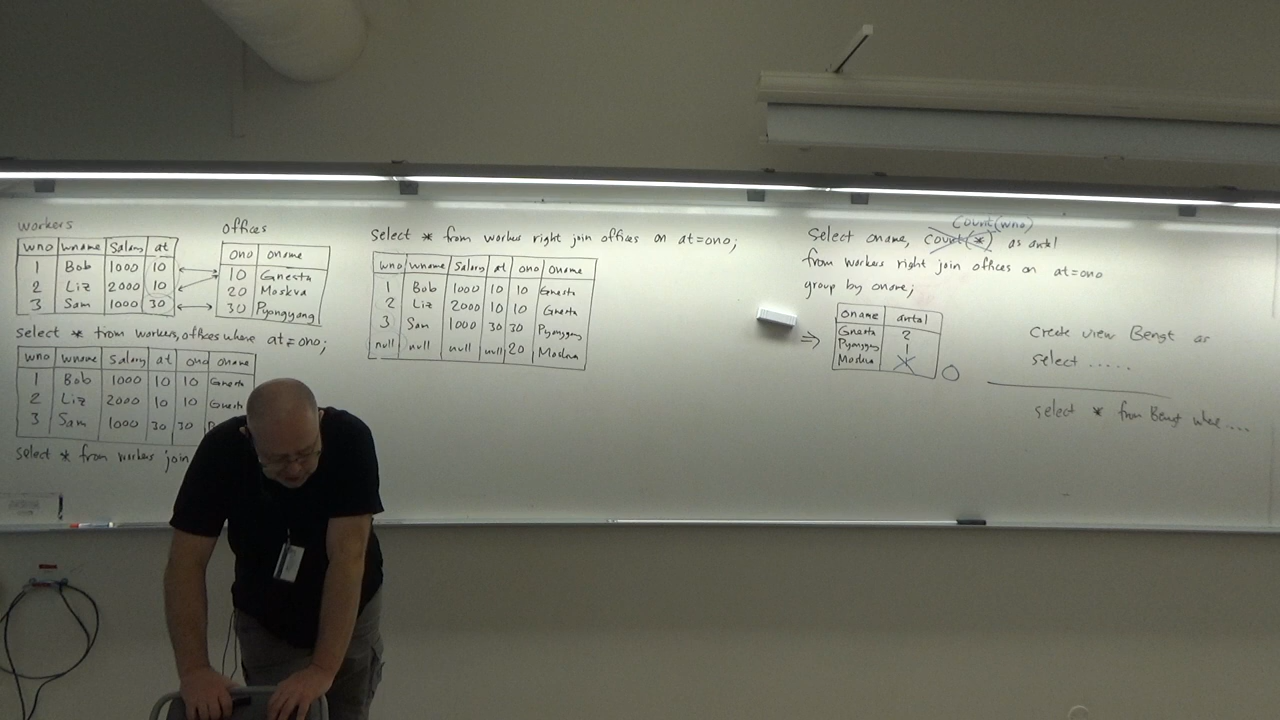 workers
wno wname Salary at
1 Bob 1000 10
2 Liz 2000 10
3 Sam 1000 30
offices
ono oname
10 Gnesta
20 Moskva
30 Pyongyang
select * from workers, offices where at = ono;
wno wname Salary at ono oname
1 Bob 1000 10 10 Gnesta
2 Liz 2000 10 10 Gnesta
3 Sam 1000 30 30 P
select * from workers join
select * from workers right join offices on at=ono;
wno wname Salary at ono oname
1 Bob 1000 10 10 Gnesta
2 Liz 2000 10 10 Gnesta
3 Sam 1000 30 30 Pyongyang
null null null null 20 Moskva
count(wno)
select oname, count(*) as antal
from workers right join offices on at=ono
group by oname;
=> oname antal
Gnesta 2
Pyongyang 1
Moskva 0
create view Bengt as
select .....
select * from Bengt where ...